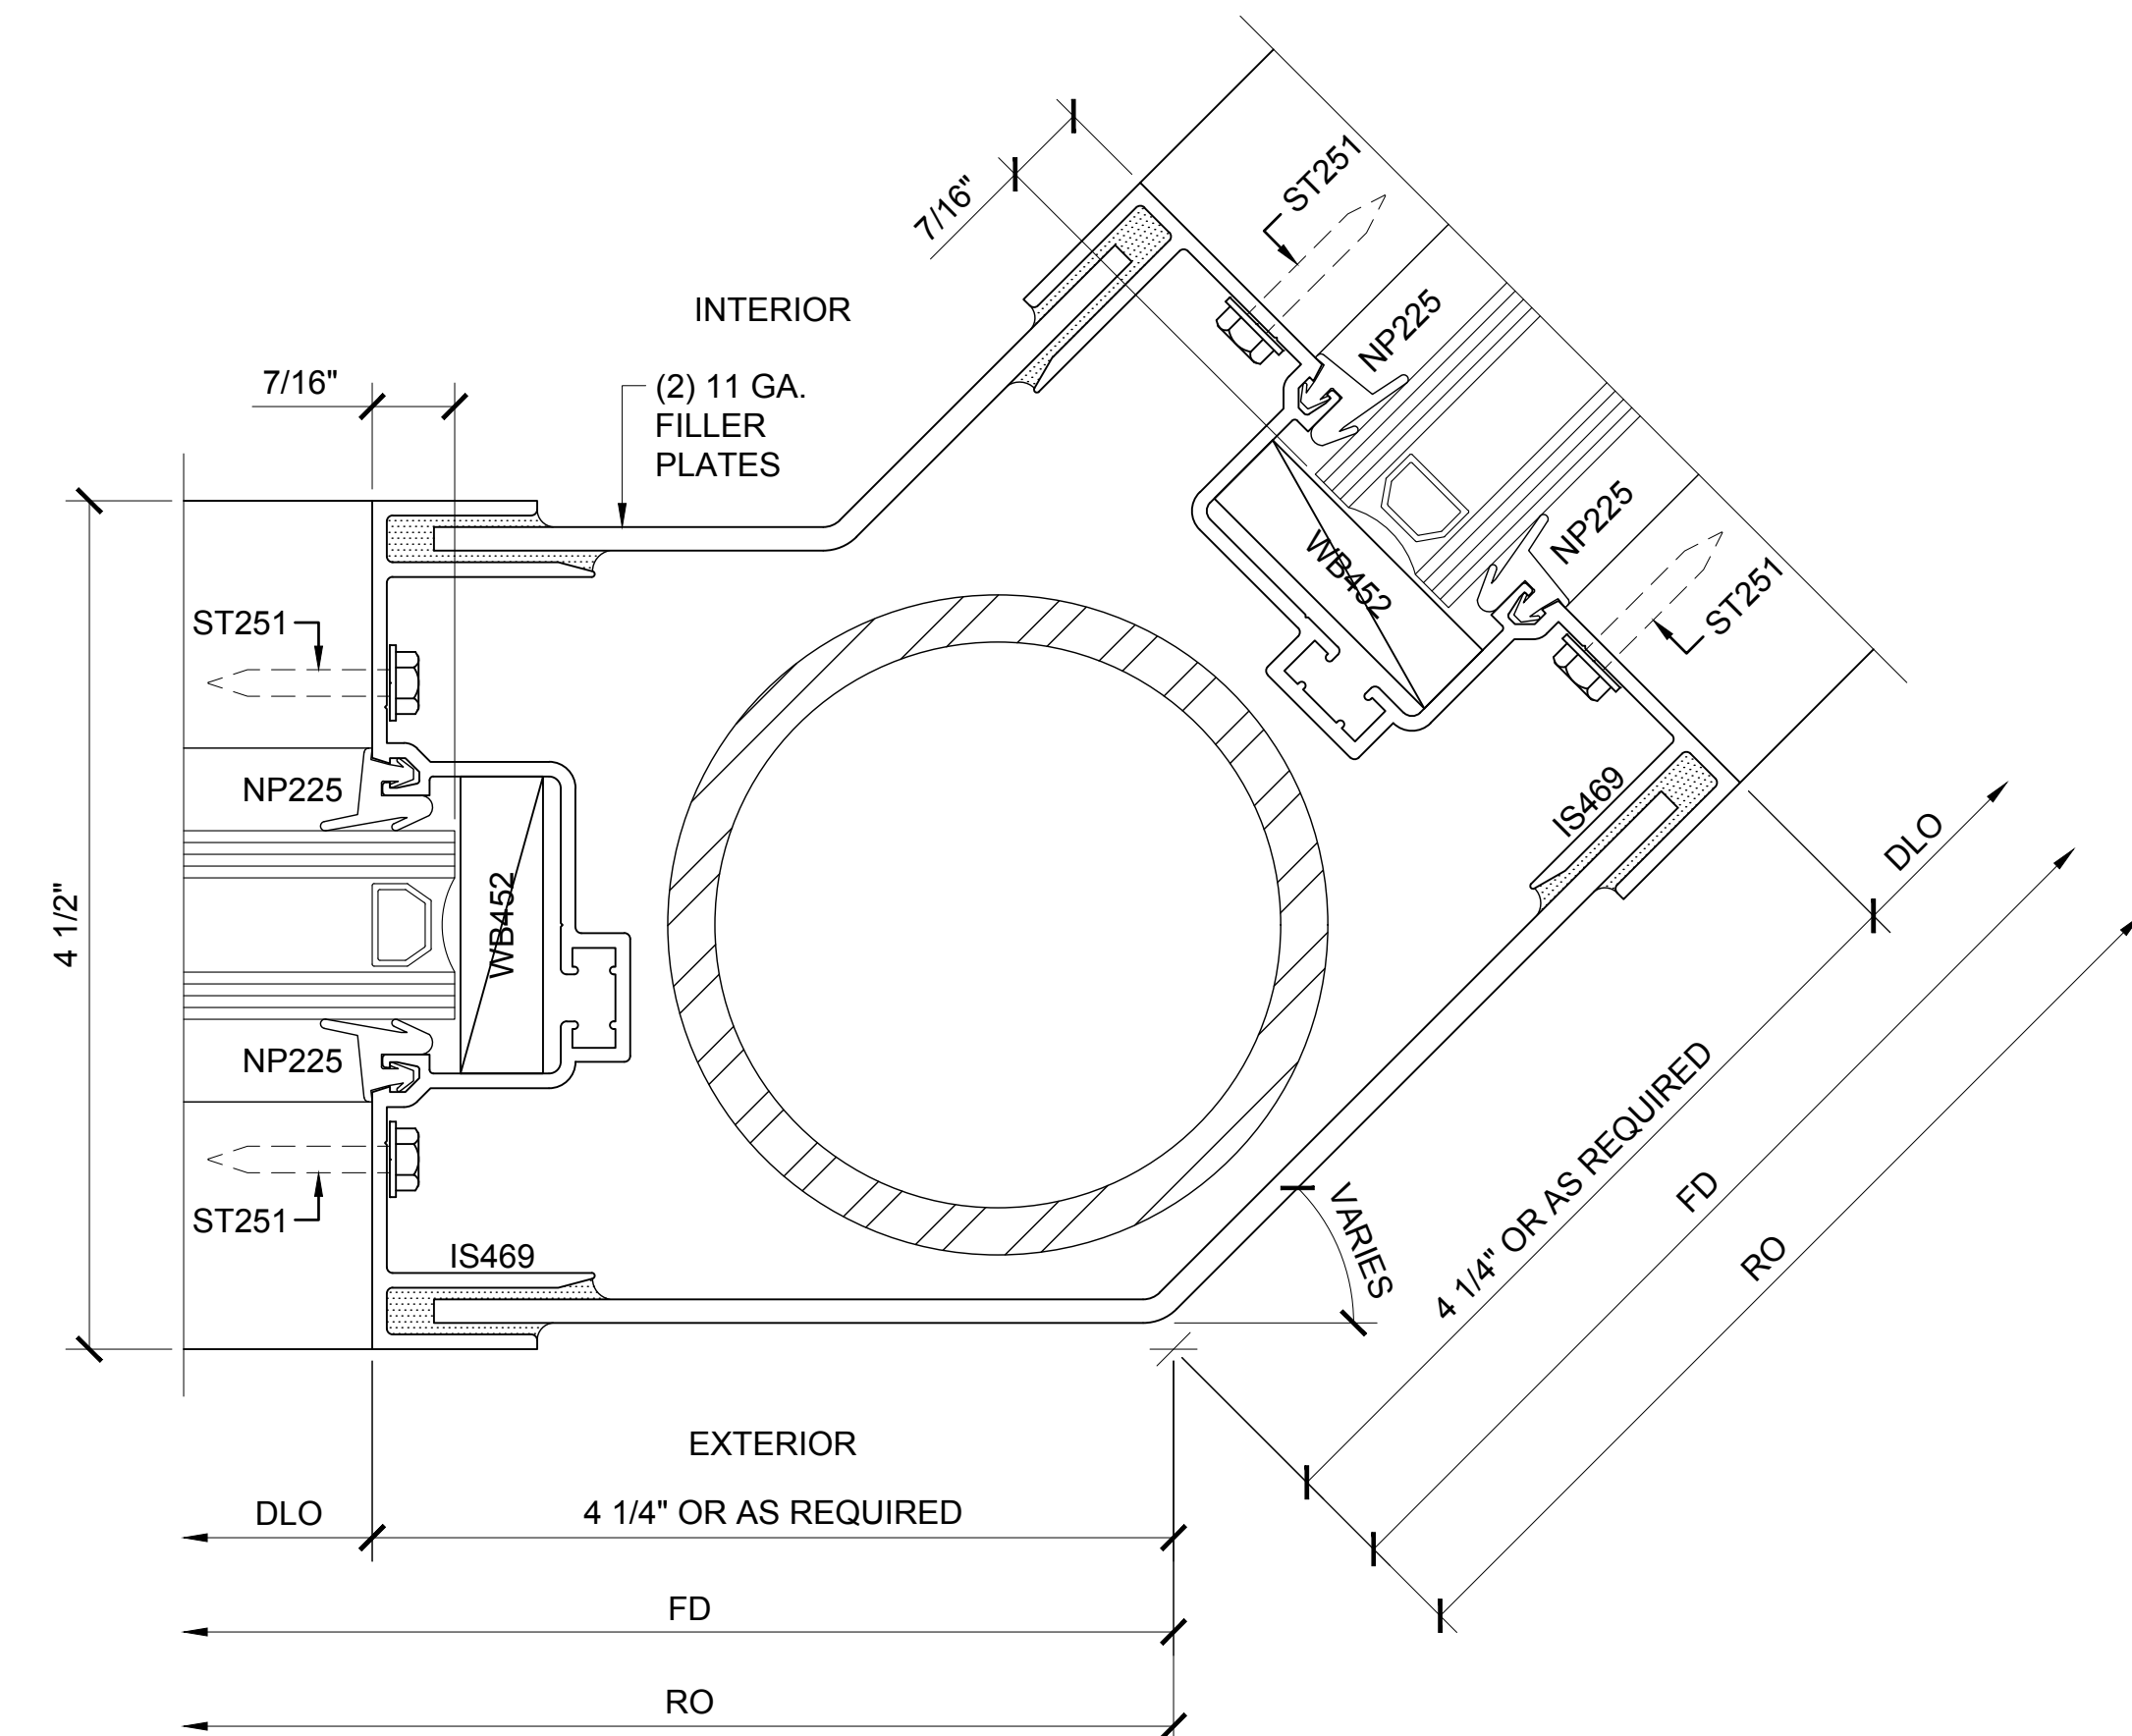 7/16"
ST251
INTERIOR
NP225
7/16"
(2) 11 GA.
FILLER
PLATES
NP225
WB452
ST251
ST251
NP225
IS469
DLO
4 1/2"
WB452
NP225
4 1/4" OR AS REQUIRED
FD
VARIES
RO
ST251
IS469
EXTERIOR
DLO
4 1/4" OR AS REQUIRED
FD
RO